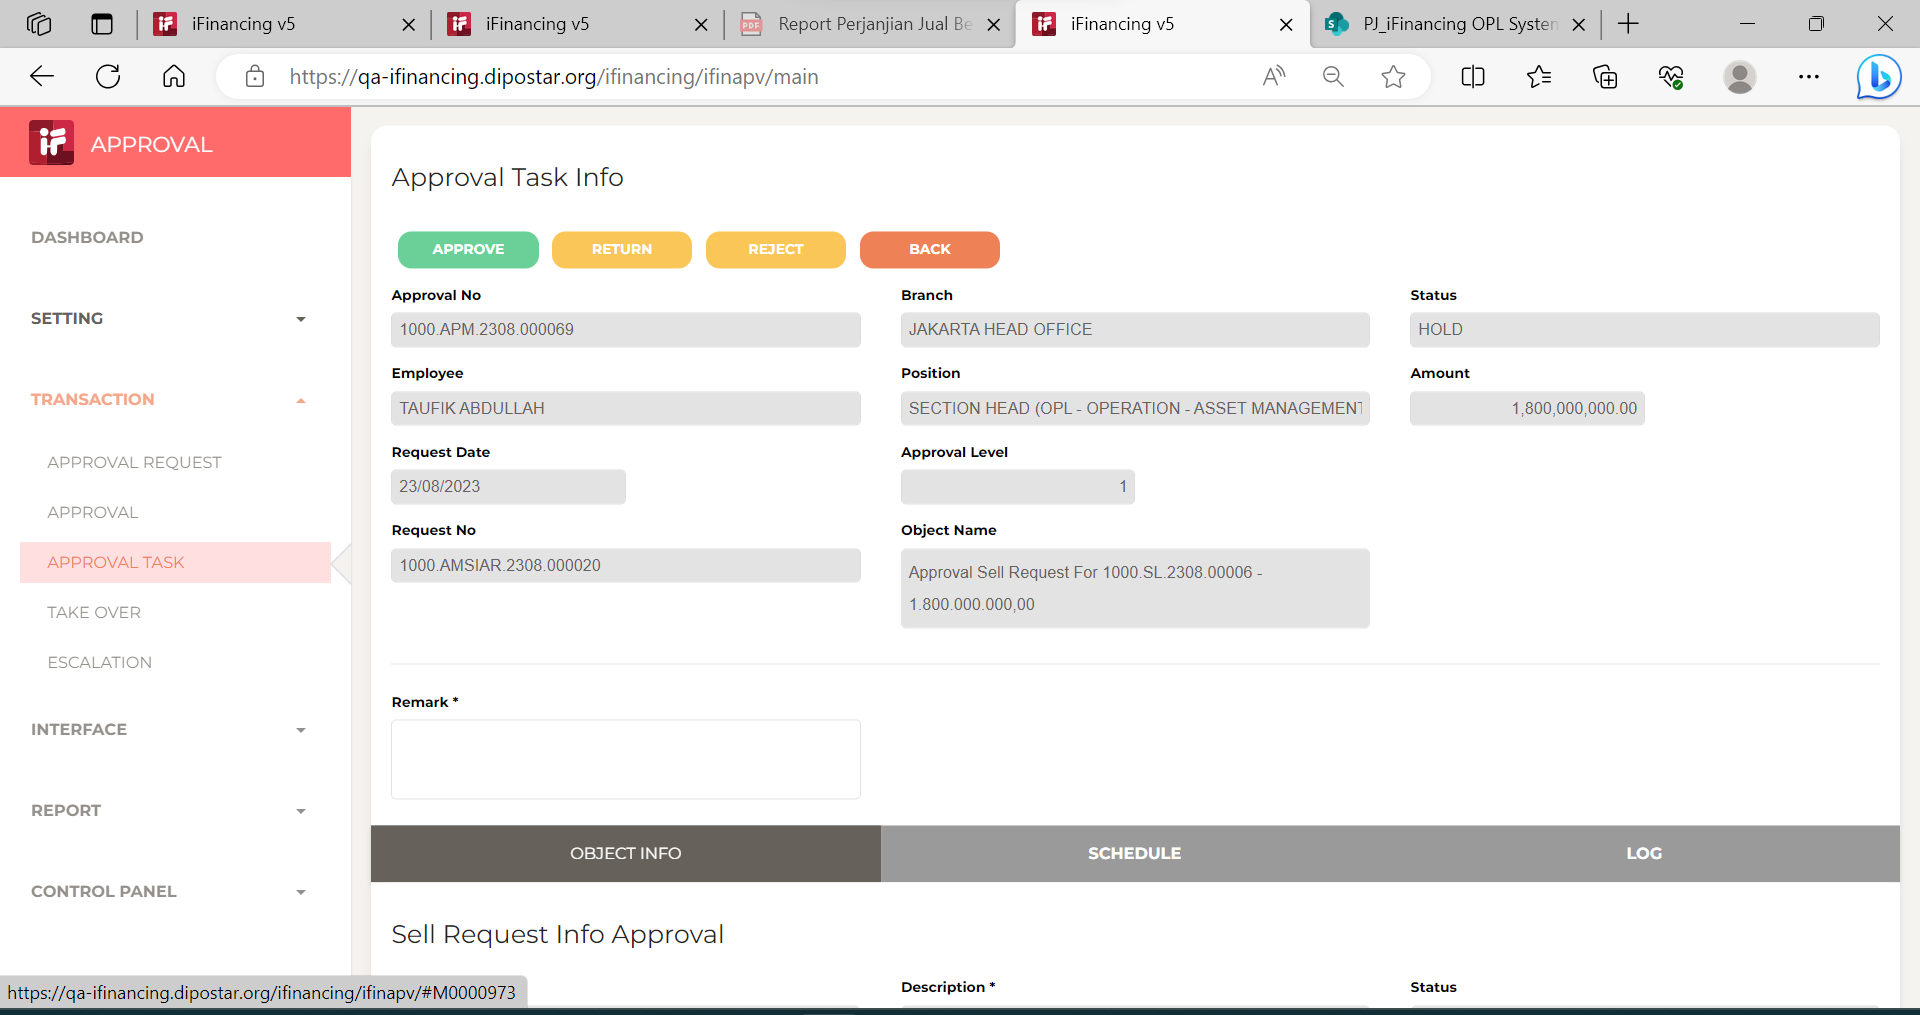 iFinancing v5
iFinancing v5
Report Perjanjian Jual Be
iFinancing v5
PJ_iFinancing OPL System
https://qa-ifinancing.dipostar.org/ifinancing/ifinapv/main
iF APPROVAL
DASHBOARD
SETTING
TRANSACTION
APPROVAL REQUEST
APPROVAL
APPROVAL TASK
TAKE OVER
ESCALATION
INTERFACE
REPORT
CONTROL PANEL
Approval Task Info
APPROVE RETURN REJECT BACK
Approval No Branch Status
1000.APM.2308.000069 JAKARTA HEAD OFFICE HOLD
Employee Position Amount
TAUFIK ABDULLAH SECTION HEAD (OPL - OPERATION - ASSET MANAGEMENT 1,800,000,000.00
Request Date Approval Level
23/08/2023 1
Request No Object Name
1000.AMSIAR.2308.000020 Approval Sell Request For 1000.SL.2308.00006 -
1.800.000.000,00
Remark *
OBJECT INFO SCHEDULE LOG
Sell Request Info Approval
Description * Status
https://qa-ifinancing.dipostar.org/ifinancing/ifinapv/#M0000973